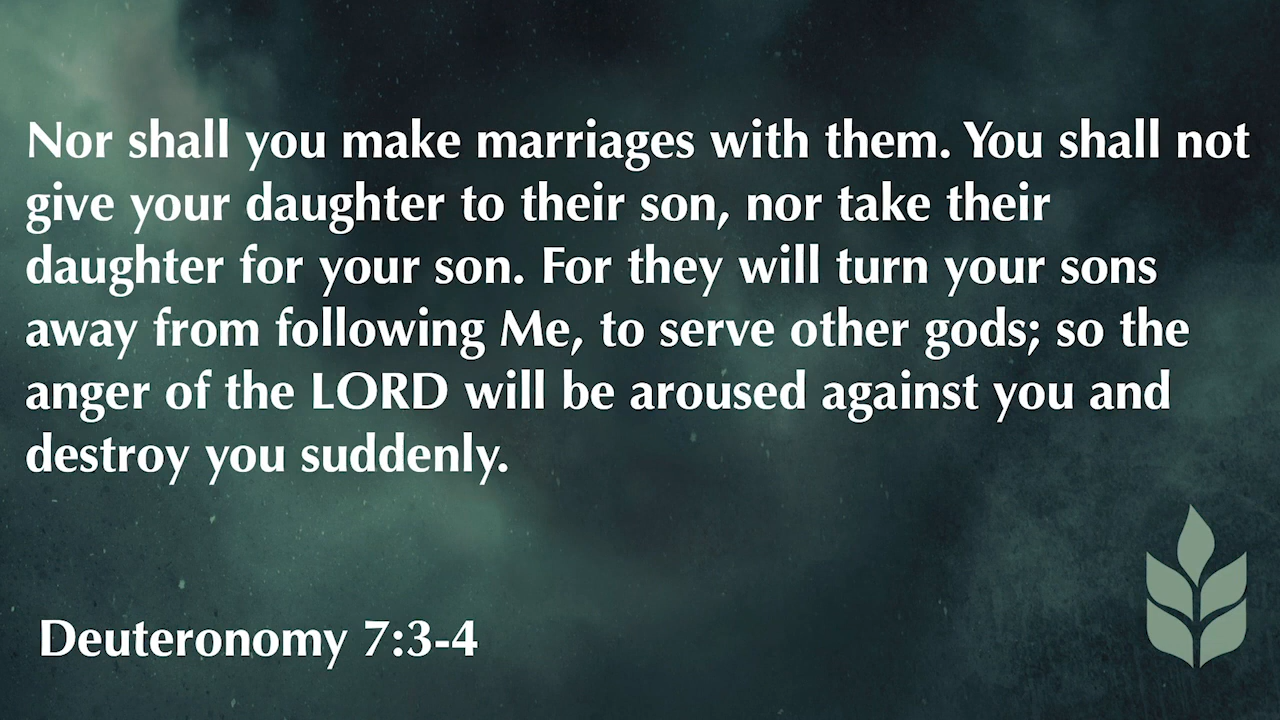 Nor shall you make marriages with them. You shall not
give your daughter to their son, nor take their
daughter for your son. For they will turn your sons
away from following Me, to serve other gods; so the
anger of the LORD will be aroused against you and
destroy you suddenly.
Deuteronomy 7:3-4